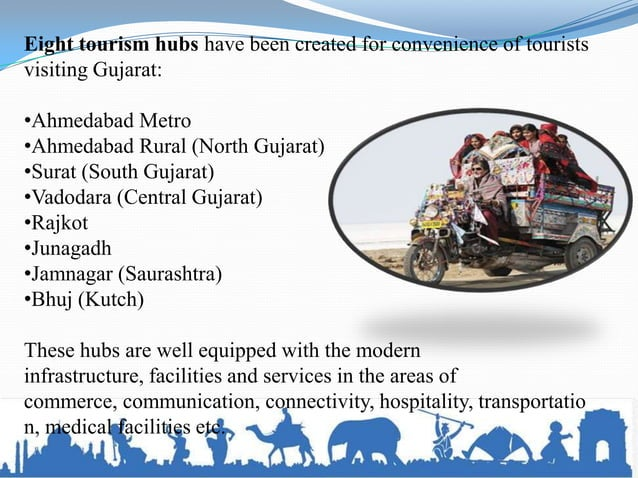 Eight tourism hubs have been created for convenience of tourists
visiting Gujarat:
•Ahmedabad Metro
•Ahmedabad Rural (North Gujarat)
•Surat (South Gujarat)
•Vadodara (Central Gujarat)
•Rajkot
•Junagadh
•Jamnagar (Saurashtra)
•Bhuj (Kutch)
These hubs are well equipped with the modern
infrastructure, facilities and services in the areas of
commerce, communication, connectivity, hospitality, transportatio
n, medical facilities etc.